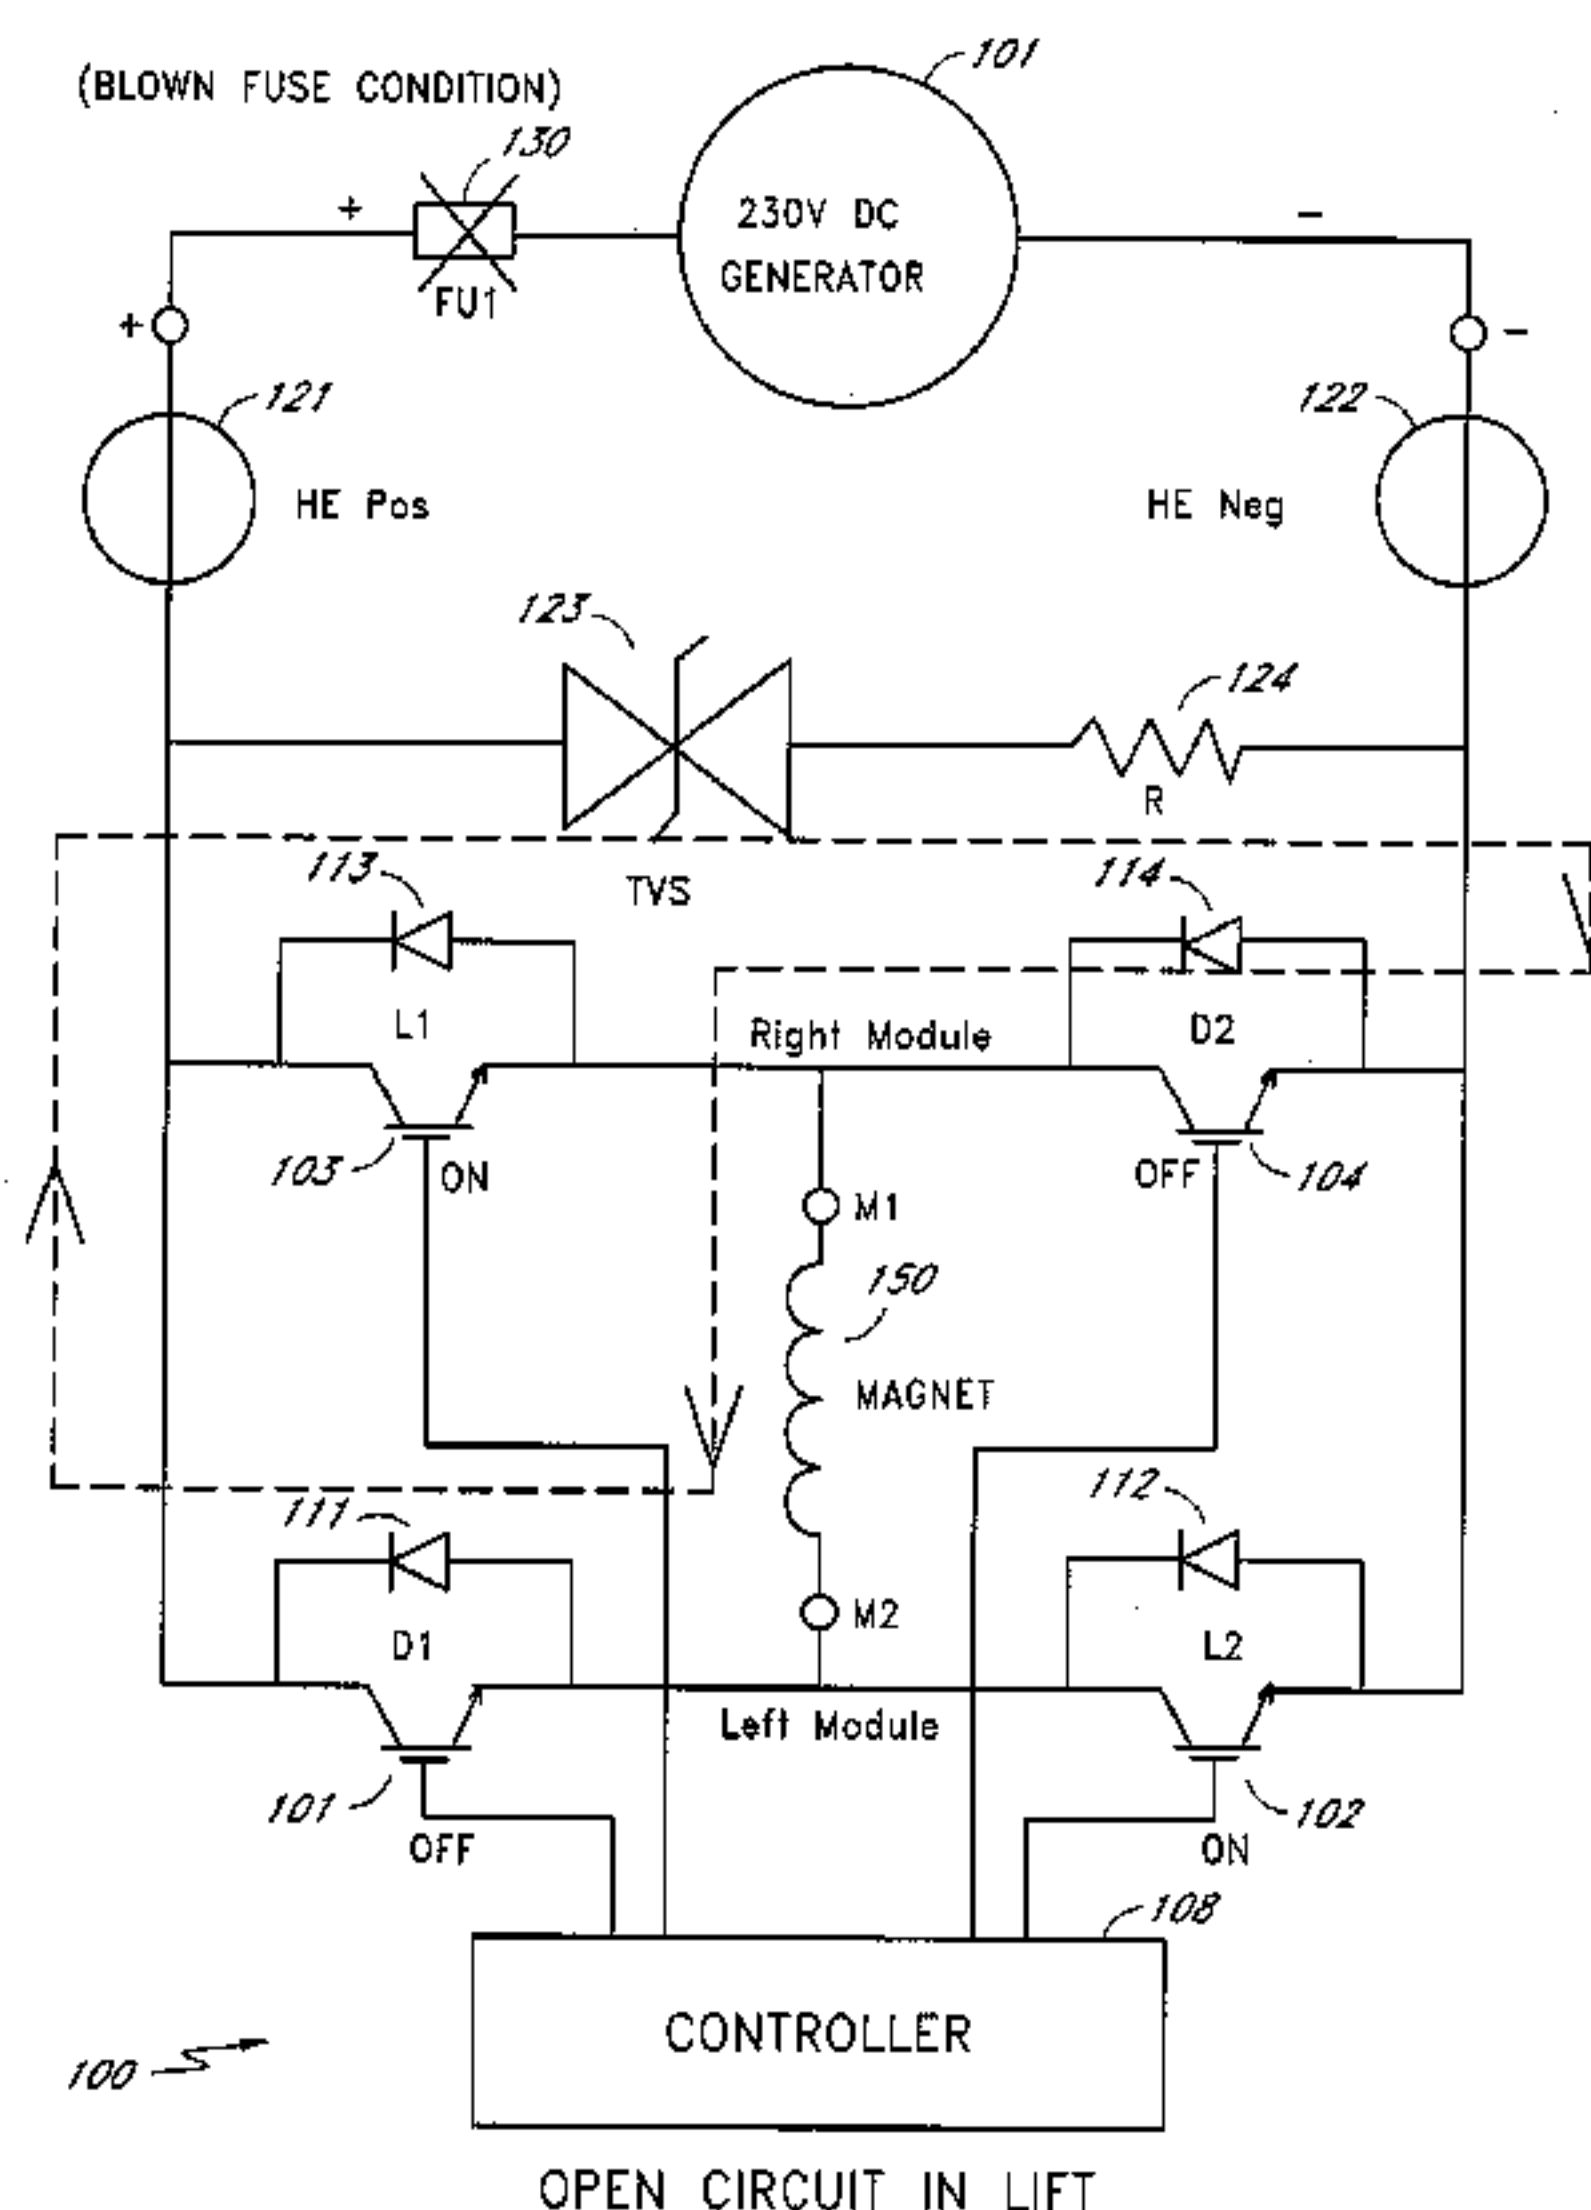 101
(BLOWN FUSE CONDITION)
130
+
-
230V DC
GENERATOR
FU1
+
-
121
122
HE Pos
HE Neg
123
124
R
113
TVS
114
L1
Right Module
D2
103
ON
OFF
104
M1
150
MAGNET
111
112
M2
D1
L2
Left Module
101
OFF
102
ON
108
CONTROLLER
100
OPEN CIRCUIT IN LIFT